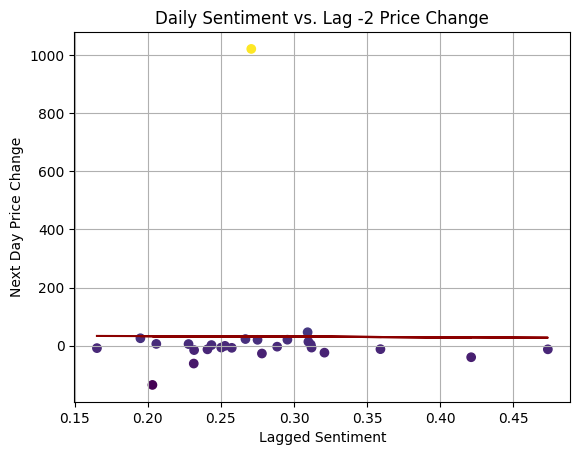 Daily Sentiment vs. Lag -2 Price Change
Next Day Price Change
1000
800
600
400
200
0
0.15 0.20 0.25 0.30 0.35 0.40 0.45
Lagged Sentiment